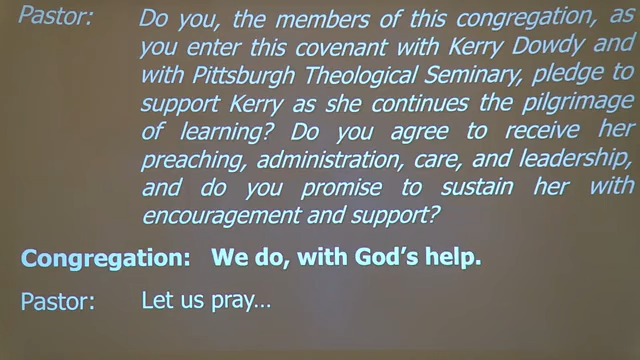 Pastor: Do you, the members of this congregation, as
you enter this covenant with Kerry Dowdy and
with Pittsburgh Theological Seminary, pledge to
support Kerry as she continues the pilgrimage
of learning? Do you agree to receive her
preaching, administration, care, and leadership,
and do you promise to sustain her with
encouragement and support?
Congregation: We do, with God's help.
Pastor: Let us pray...